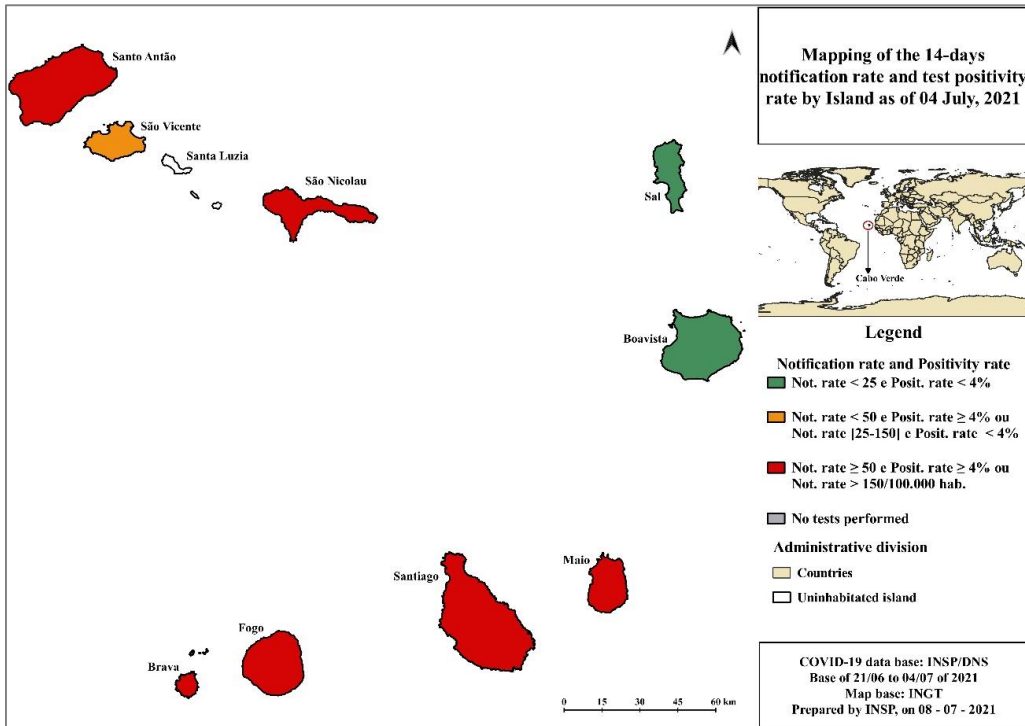 Mapping of the 14-days
notification rate and test positivity
rate by Island as of 04 July, 2021
Santo Antão
São Vicente
Santa Luzia
São Nicolau
Sal
Boavista
Maio
Santiago
Fogo
Brava
0 15 30 45 60 km
Cabo Verde
Legend
Notification rate and Positivity rate
Not. rate < 25 e Posit. rate < 4%
Not. rate < 50 e Posit. rate ≥ 4% ou
Not. rate [25-150[ e Posit. rate < 4%
Not. rate ≥ 50 e Posit. rate ≥ 4% ou
Not. rate > 150/100.000 hab.
No tests performed
Administrative division
Countries
Uninhabitated island
COVID-19 data base: INSP/DNS
Base of 21/06 to 04/07 of 2021
Map base: INGT
Prepared by INSP, on 08 - 07 - 2021